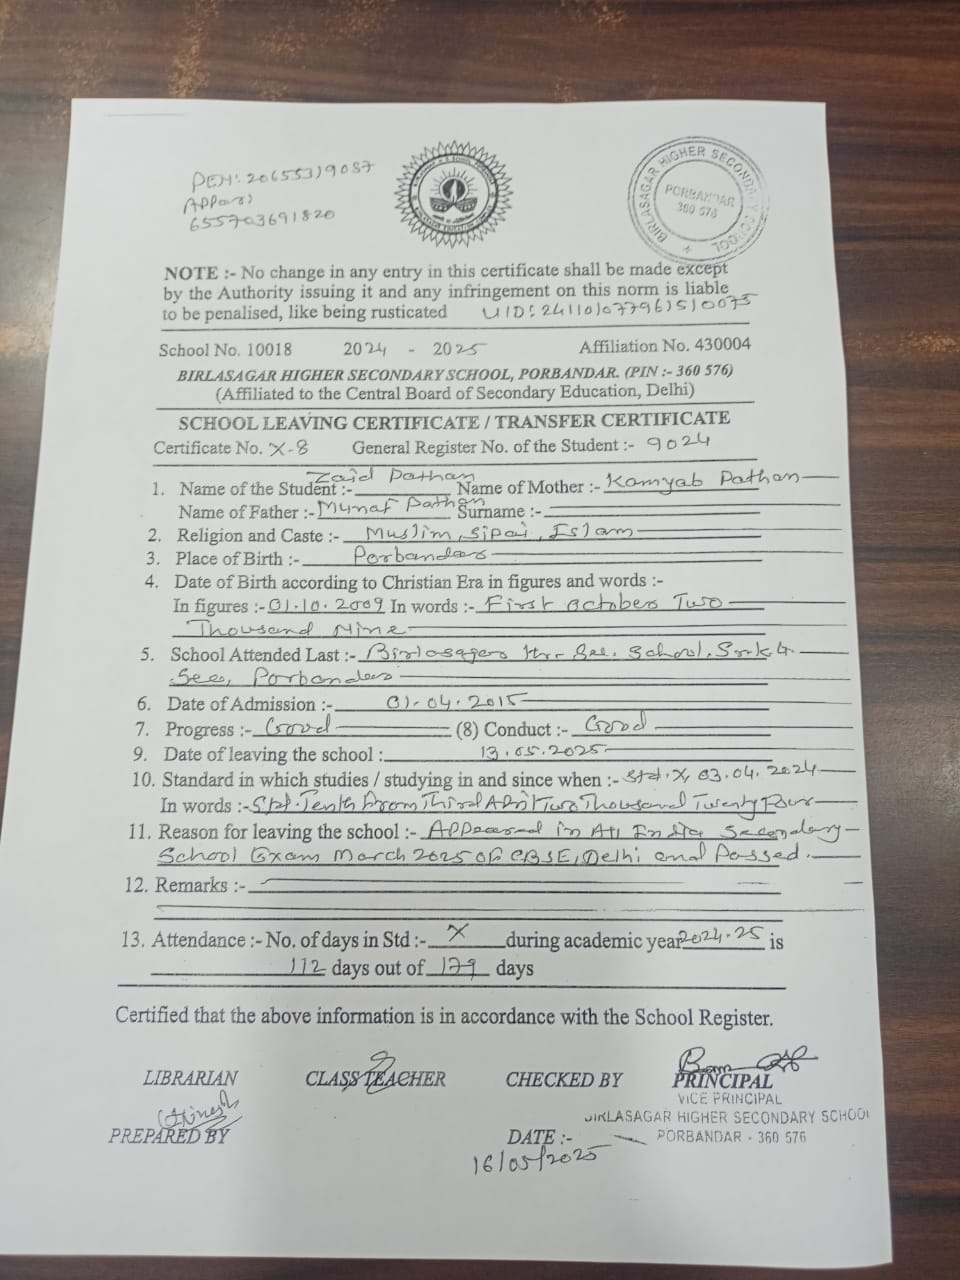 PEN: 20655319087
APPar)
655703691820
BIRLASAGAR HIGHER SECONDARY SCHOOL
PORBANDAR
360 576
NOTE :- No change in any entry in this certificate shall be made except
by the Authority issuing it and any infringement on this norm is liable
to be penalised, like being rusticated UID: 241101077961510073
School No. 10018 2024 - 2025 Affiliation No. 430004
BIRLASAGAR HIGHER SECONDARY SCHOOL, PORBANDAR. (PIN :- 360 576)
(Affiliated to the Central Board of Secondary Education, Delhi)
SCHOOL LEAVING CERTIFICATE / TRANSFER CERTIFICATE
Certificate No. X-8 General Register No. of the Student :- 9024
1. Name of the Student :- Zaid Pathan Name of Mother :- Kamyab Pathan
Name of Father :- Munaf Pathan Surname :-
2. Religion and Caste :- Muslim, Sipai, Islam
3. Place of Birth :- Porbandar
4. Date of Birth according to Christian Era in figures and words :-
In figures :- 01.10.2009 In words :- First October Two
Thousand Nine
5. School Attended Last :- Birlasagar Hr. Sec. School,
Porbandar
6. Date of Admission :- 01.04.2015
7. Progress :- Good (8) Conduct :- Good
9. Date of leaving the school : 13.05.2025
10. Standard in which studies / studying in and since when :- Std. X, 03.04.2024
In words :- Std. Tenth From Third April Two Thousand Twenty Four
11. Reason for leaving the school :- Appeared in All India Secondary
School Exam March 2025 of CBSE, Delhi and Passed.
12. Remarks :-
13. Attendance :- No. of days in Std :- X during academic year 2024-25 is
112 days out of 179 days
Certified that the above information is in accordance with the School Register.
LIBRARIAN CLASS TEACHER CHECKED BY PRINCIPAL
VICE PRINCIPAL
BIRLASAGAR HIGHER SECONDARY SCHOOL
PREPARED BY DATE :- PORBANDAR - 360 576
16/05/2025